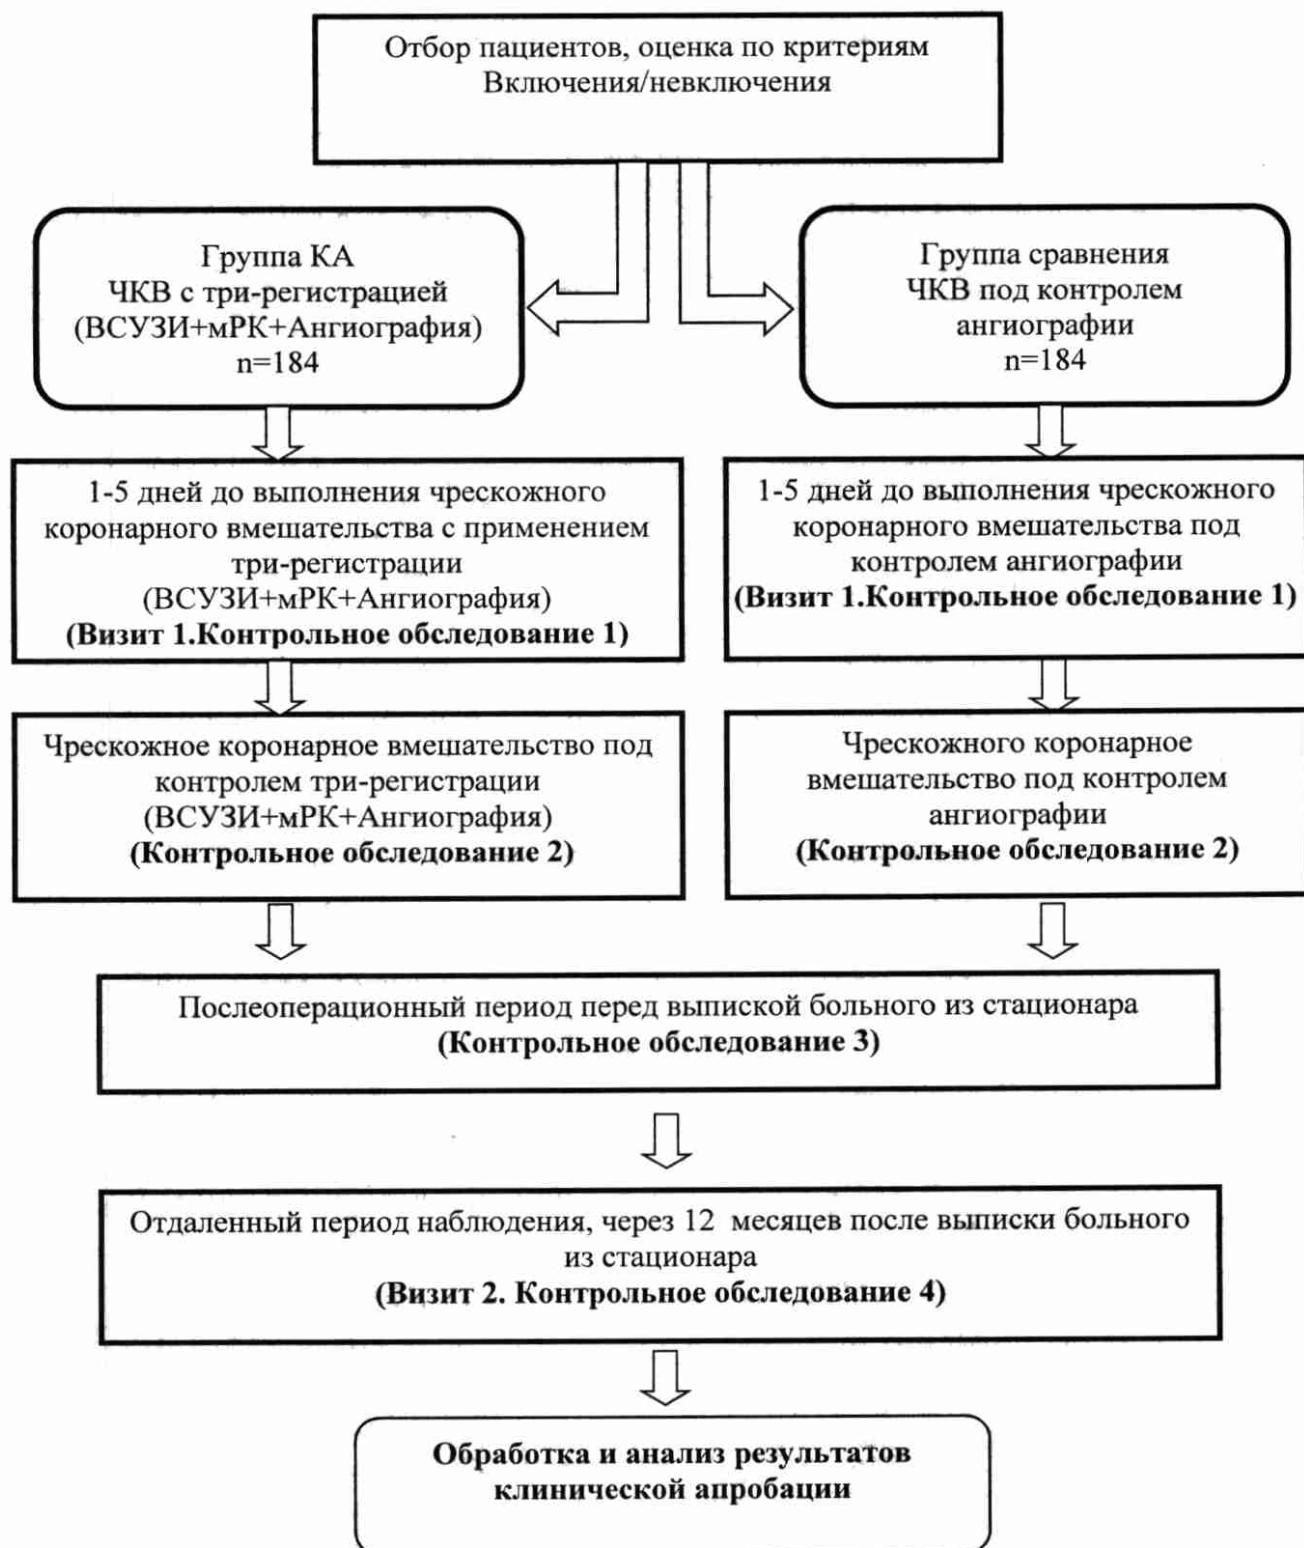 Отбор пациентов, оценка по критериям
Включения/невключения
Группа КА
ЧКВ с три-регистрацией
(ВСУЗИ+мРК+Ангиография)
n=184
Группа сравнения
ЧКВ под контролем
ангиографии
n=184
1-5 дней до выполнения чрескожного
коронарного вмешательства с применением
три-регистрации
(ВСУЗИ+мРК+Ангиография)
(Визит 1.Контрольное обследование 1)
1-5 дней до выполнения чрескожного
коронарного вмешательства под
контролем ангиографии
(Визит 1.Контрольное обследование 1)
Чрескожное коронарное вмешательство под
контролем три-регистрации
(ВСУЗИ+мРК+Ангиография)
(Контрольное обследование 2)
Чрескожного коронарное
вмешательство под контролем
ангиографии
(Контрольное обследование 2)
Послеоперационный период перед выпиской больного из стационара
(Контрольное обследование 3)
Отдаленный период наблюдения, через 12 месяцев после выписки больного
из стационара
(Визит 2. Контрольное обследование 4)
Обработка и анализ результатов
клинической апробации